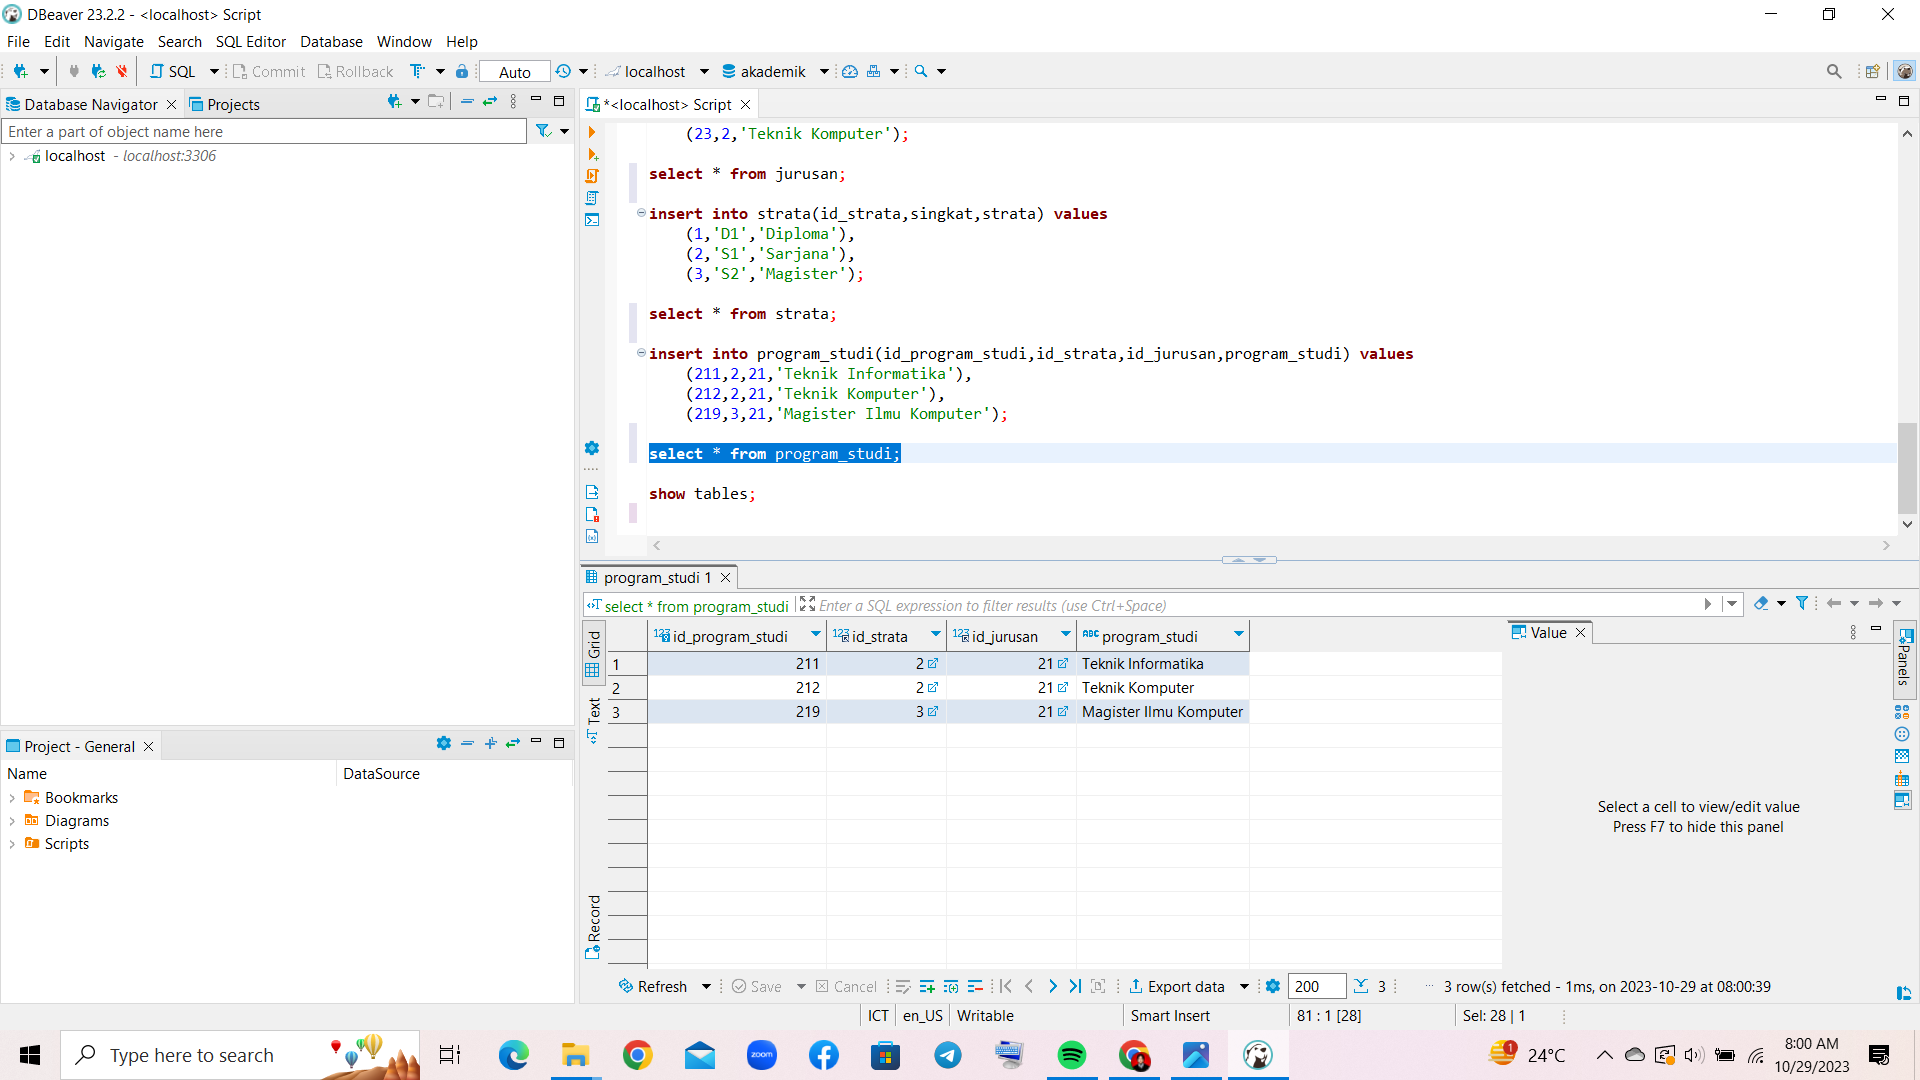 DBeaver 23.2.2 - <localhost> Script
File Edit Navigate Search SQL Editor Database Window Help
SQL Commit Rollback Auto localhost akademik
Database Navigator Projects
*<localhost> Script
Enter a part of object name here
localhost - localhost:3306
(23,2,'Teknik Komputer');
select * from jurusan;
insert into strata(id_strata,singkat,strata) values
(1,'D1','Diploma'),
(2,'S1','Sarjana'),
(3,'S2','Magister');
select * from strata;
insert into program_studi(id_program_studi,id_strata,id_jurusan,program_studi) values
(211,2,21,'Teknik Informatika'),
(212,2,21,'Teknik Komputer'),
(219,3,21,'Magister Ilmu Komputer');
select * from program_studi;
show tables;
Project - General
Name DataSource
Bookmarks
Diagrams
Scripts
program_studi 1
select * from program_studi Enter a SQL expression to filter results (use Ctrl+Space)
Grid
Text
Record
123 id_program_studi 123 id_strata 123 id_jurusan ABC program_studi
1 211 2 21 Teknik Informatika
2 212 2 21 Teknik Komputer
3 219 3 21 Magister Ilmu Komputer
Value
Panels
Select a cell to view/edit value
Press F7 to hide this panel
Refresh Save Cancel Export data 200 3 3 row(s) fetched - 1ms, on 2023-10-29 at 08:00:39
ICT en_US Writable Smart Insert 81 : 1 [28] Sel: 28 | 1
Type here to search
zoom
1
24°C
8:00 AM
10/29/2023